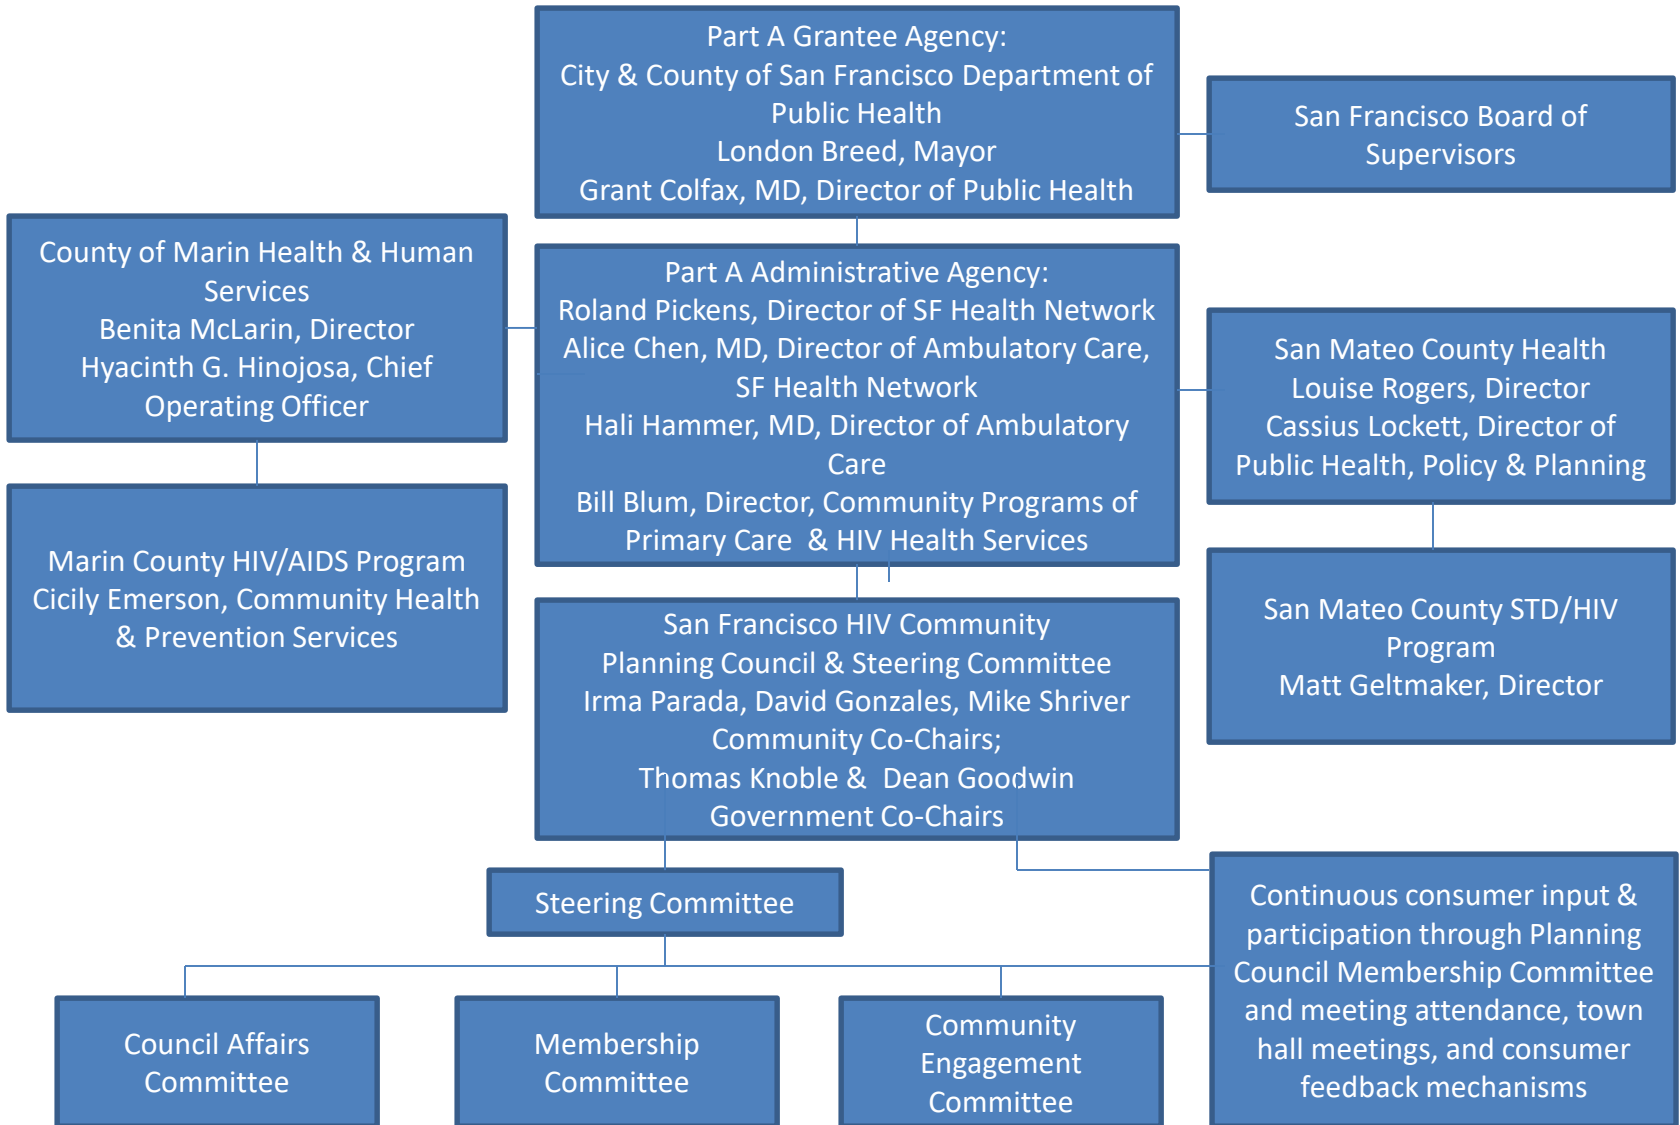 Part A Grantee Agency:
City & County of San Francisco Department of
Public Health
London Breed, Mayor
Grant Colfax, MD, Director of Public Health
San Francisco Board of
Supervisors
County of Marin Health & Human
Services
Benita McLarin, Director
Hyacinth G. Hinojosa, Chief
Operating Officer
Part A Administrative Agency:
Roland Pickens, Director of SF Health Network
Alice Chen, MD, Director of Ambulatory Care,
SF Health Network
Hali Hammer, MD, Director of Ambulatory
Care
Bill Blum, Director, Community Programs of
Primary Care & HIV Health Services
San Mateo County Health
Louise Rogers, Director
Cassius Lockett, Director of
Public Health, Policy & Planning
Marin County HIV/AIDS Program
Cicily Emerson, Community Health
& Prevention Services
San Mateo County STD/HIV
Program
Matt Geltmaker, Director
San Francisco HIV Community
Planning Council & Steering Committee
Irma Parada, David Gonzales, Mike Shriver
Community Co-Chairs;
Thomas Knoble & Dean Goodwin
Government Co-Chairs
Steering Committee
Continuous consumer input &
participation through Planning
Council Membership Committee
and meeting attendance, town
hall meetings, and consumer
feedback mechanisms
Council Affairs
Committee
Membership
Committee
Community
Engagement
Committee